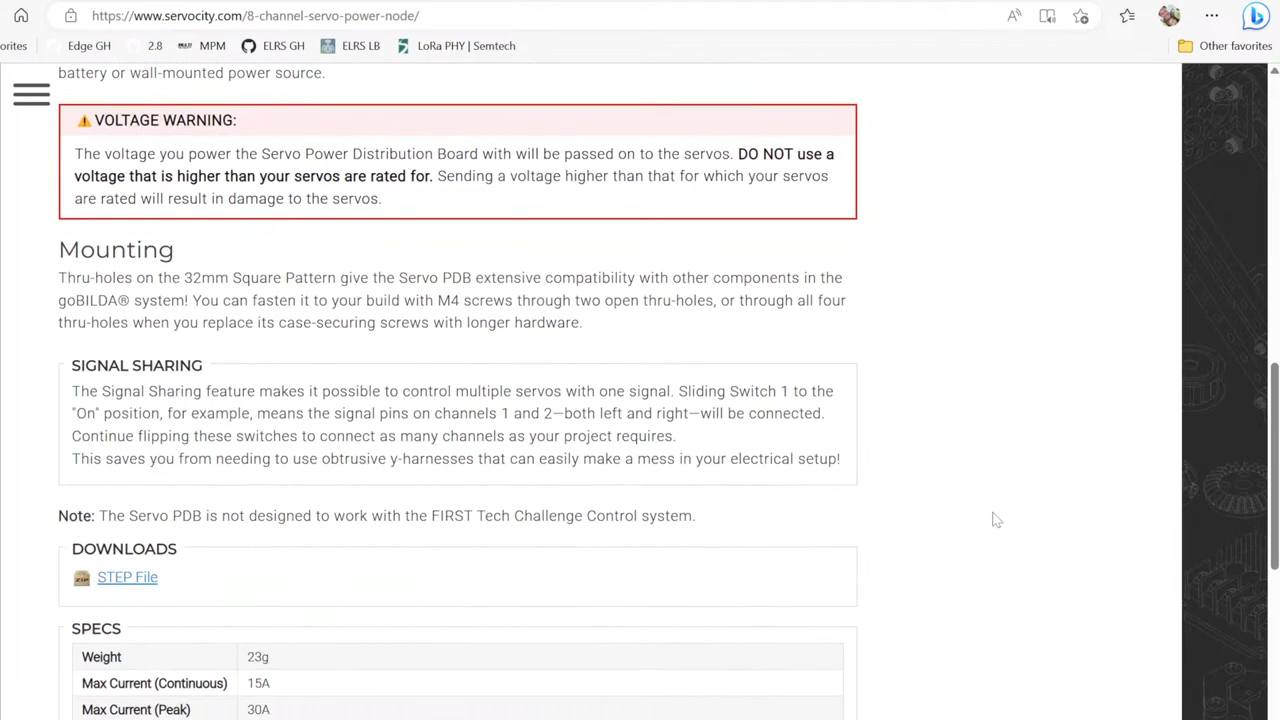 https://www.servocity.com/8-channel-servo-power-node/
orites Edge GH 2.8 MPM ELRS GH ELRS LB LoRa PHY | Semtech Other favorites
battery or wall-mounted power source.
⚠ VOLTAGE WARNING:
The voltage you power the Servo Power Distribution Board with will be passed on to the servos. DO NOT use a
voltage that is higher than your servos are rated for. Sending a voltage higher than that for which your servos
are rated will result in damage to the servos.
Mounting
Thru-holes on the 32mm Square Pattern give the Servo PDB extensive compatibility with other components in the
goBILDA® system! You can fasten it to your build with M4 screws through two open thru-holes, or through all four
thru-holes when you replace its case-securing screws with longer hardware.
SIGNAL SHARING
The Signal Sharing feature makes it possible to control multiple servos with one signal. Sliding Switch 1 to the
"On" position, for example, means the signal pins on channels 1 and 2—both left and right—will be connected.
Continue flipping these switches to connect as many channels as your project requires.
This saves you from needing to use obtrusive y-harnesses that can easily make a mess in your electrical setup!
Note: The Servo PDB is not designed to work with the FIRST Tech Challenge Control system.
DOWNLOADS
STEP File
SPECS
Weight 23g
Max Current (Continuous) 15A
Max Current (Peak) 30A